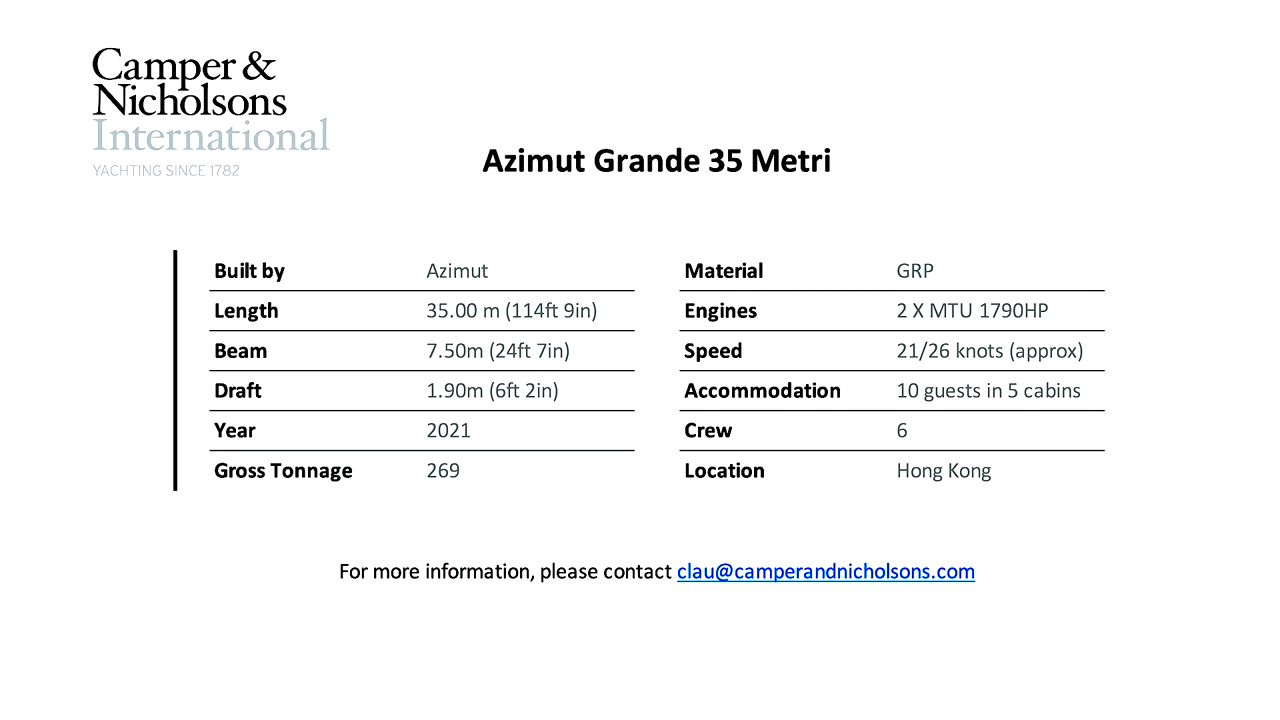 Camper &
Nicholsons
International
YACHTING SINCE 1782
Azimut Grande 35 Metri
Built by Azimut
Length 35.00 m (114ft 9in)
Beam 7.50m (24ft 7in)
Draft 1.90m (6ft 2in)
Year 2021
Gross Tonnage 269
Material GRP
Engines 2 X MTU 1790HP
Speed 21/26 knots (approx)
Accommodation 10 guests in 5 cabins
Crew 6
Location Hong Kong
For more information, please contact clau@camperandnicholsons.com